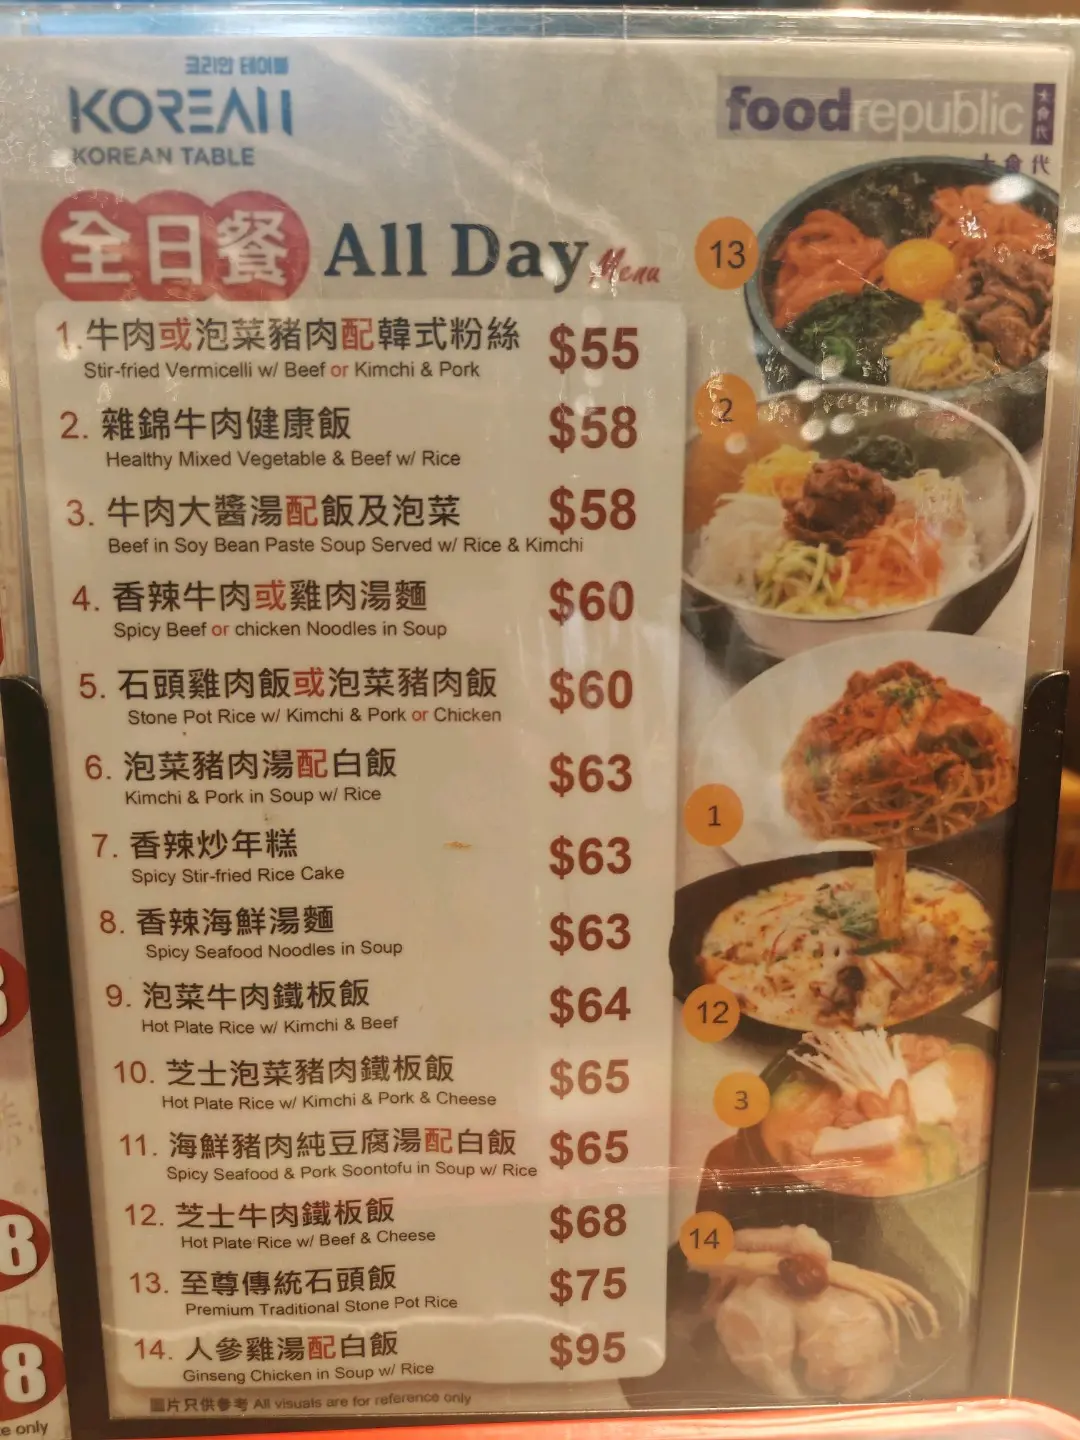 크리안 테이블
KOREAN
KOREAN TABLE
foodrepublic
大食代
大食代
全日餐 All Day Menu
1. 牛肉或泡菜豬肉配韓式粉絲 $55
Stir-fried Vermicelli w/ Beef or Kimchi & Pork
2. 雜錦牛肉健康飯 $58
Healthy Mixed Vegetable & Beef w/ Rice
3. 牛肉大醬湯配飯及泡菜 $58
Beef in Soy Bean Paste Soup Served w/ Rice & Kimchi
4. 香辣牛肉或雞肉湯麵 $60
Spicy Beef or chicken Noodles in Soup
5. 石頭雞肉飯或泡菜豬肉飯 $60
Stone Pot Rice w/ Kimchi & Pork or Chicken
6. 泡菜豬肉湯配白飯 $63
Kimchi & Pork in Soup w/ Rice
7. 香辣炒年糕 $63
Spicy Stir-fried Rice Cake
8. 香辣海鮮湯麵 $63
Spicy Seafood Noodles in Soup
9. 泡菜牛肉鐵板飯 $64
Hot Plate Rice w/ Kimchi & Beef
10. 芝士泡菜豬肉鐵板飯 $65
Hot Plate Rice w/ Kimchi & Pork & Cheese
11. 海鮮豬肉純豆腐湯配白飯 $65
Spicy Seafood & Pork Soontofu in Soup w/ Rice
12. 芝士牛肉鐵板飯 $68
Hot Plate Rice w/ Beef & Cheese
13. 至尊傳統石頭飯 $75
Premium Traditional Stone Pot Rice
14. 人參雞湯配白飯 $95
Ginseng Chicken in Soup w/ Rice
圖片只供參考 All visuals are for reference only
13
2
1
12
3
14
8
8
only